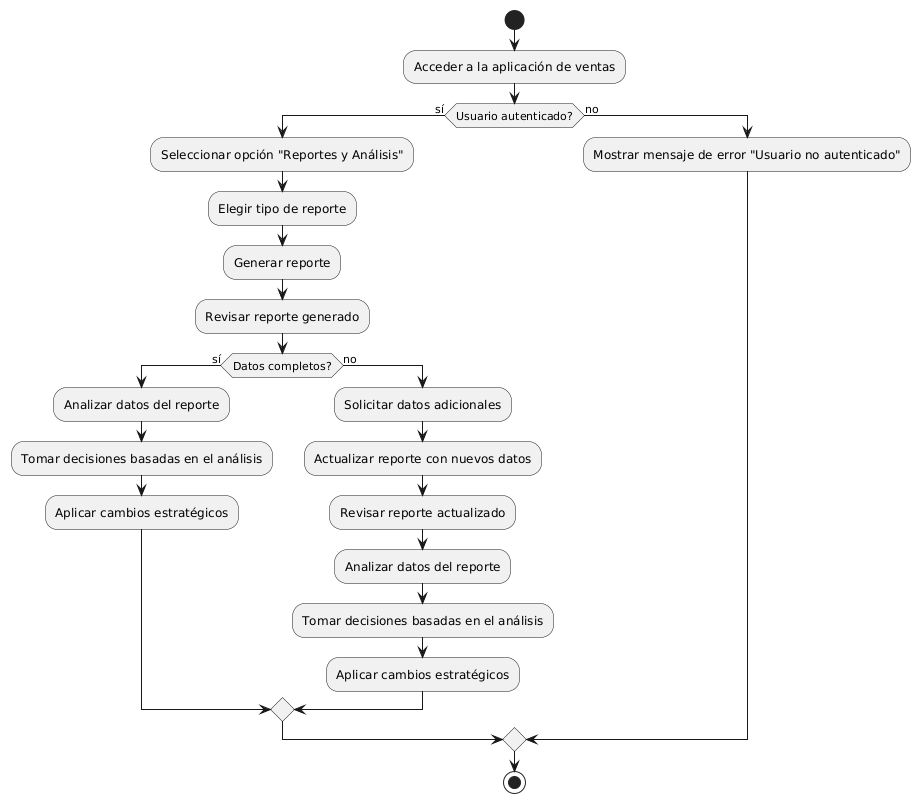 Acceder a la aplicación de ventas
Usuario autenticado?
sí
no
Seleccionar opción "Reportes y Análisis"
Mostrar mensaje de error "Usuario no autenticado"
Elegir tipo de reporte
Generar reporte
Revisar reporte generado
Datos completos?
sí
no
Analizar datos del reporte
Tomar decisiones basadas en el análisis
Aplicar cambios estratégicos
Solicitar datos adicionales
Actualizar reporte con nuevos datos
Revisar reporte actualizado
Analizar datos del reporte
Tomar decisiones basadas en el análisis
Aplicar cambios estratégicos